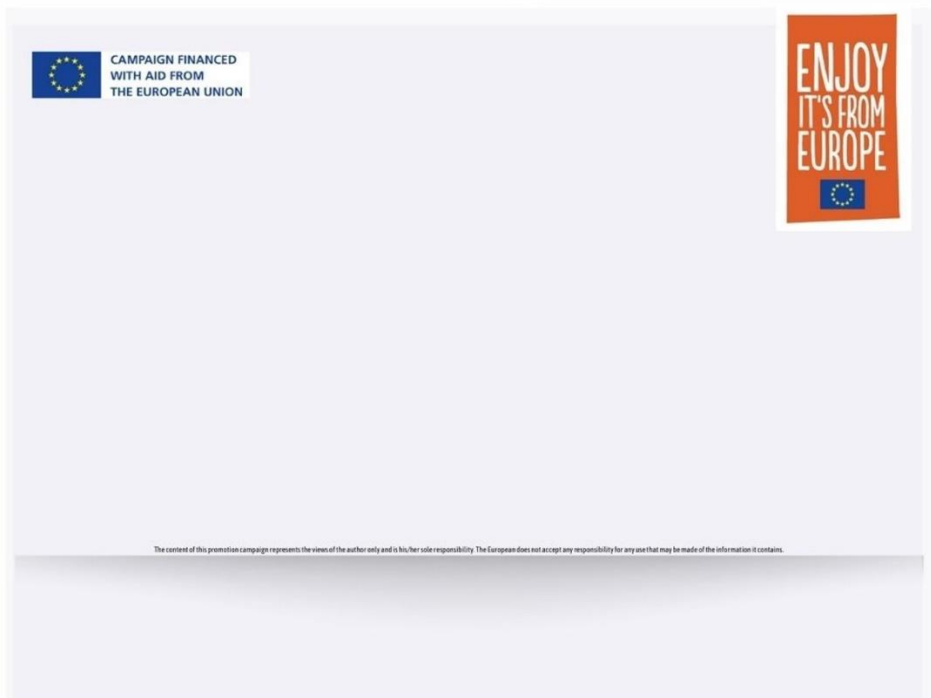 CAMPAIGN FINANCED
WITH AID FROM
THE EUROPEAN UNION
ENJOY
IT'S FROM
EUROPE
The content of this promotion campaign represents the views of the author only and is his/her sole responsibility. The European does not accept any responsibility for any use that may be made of the information it contains.